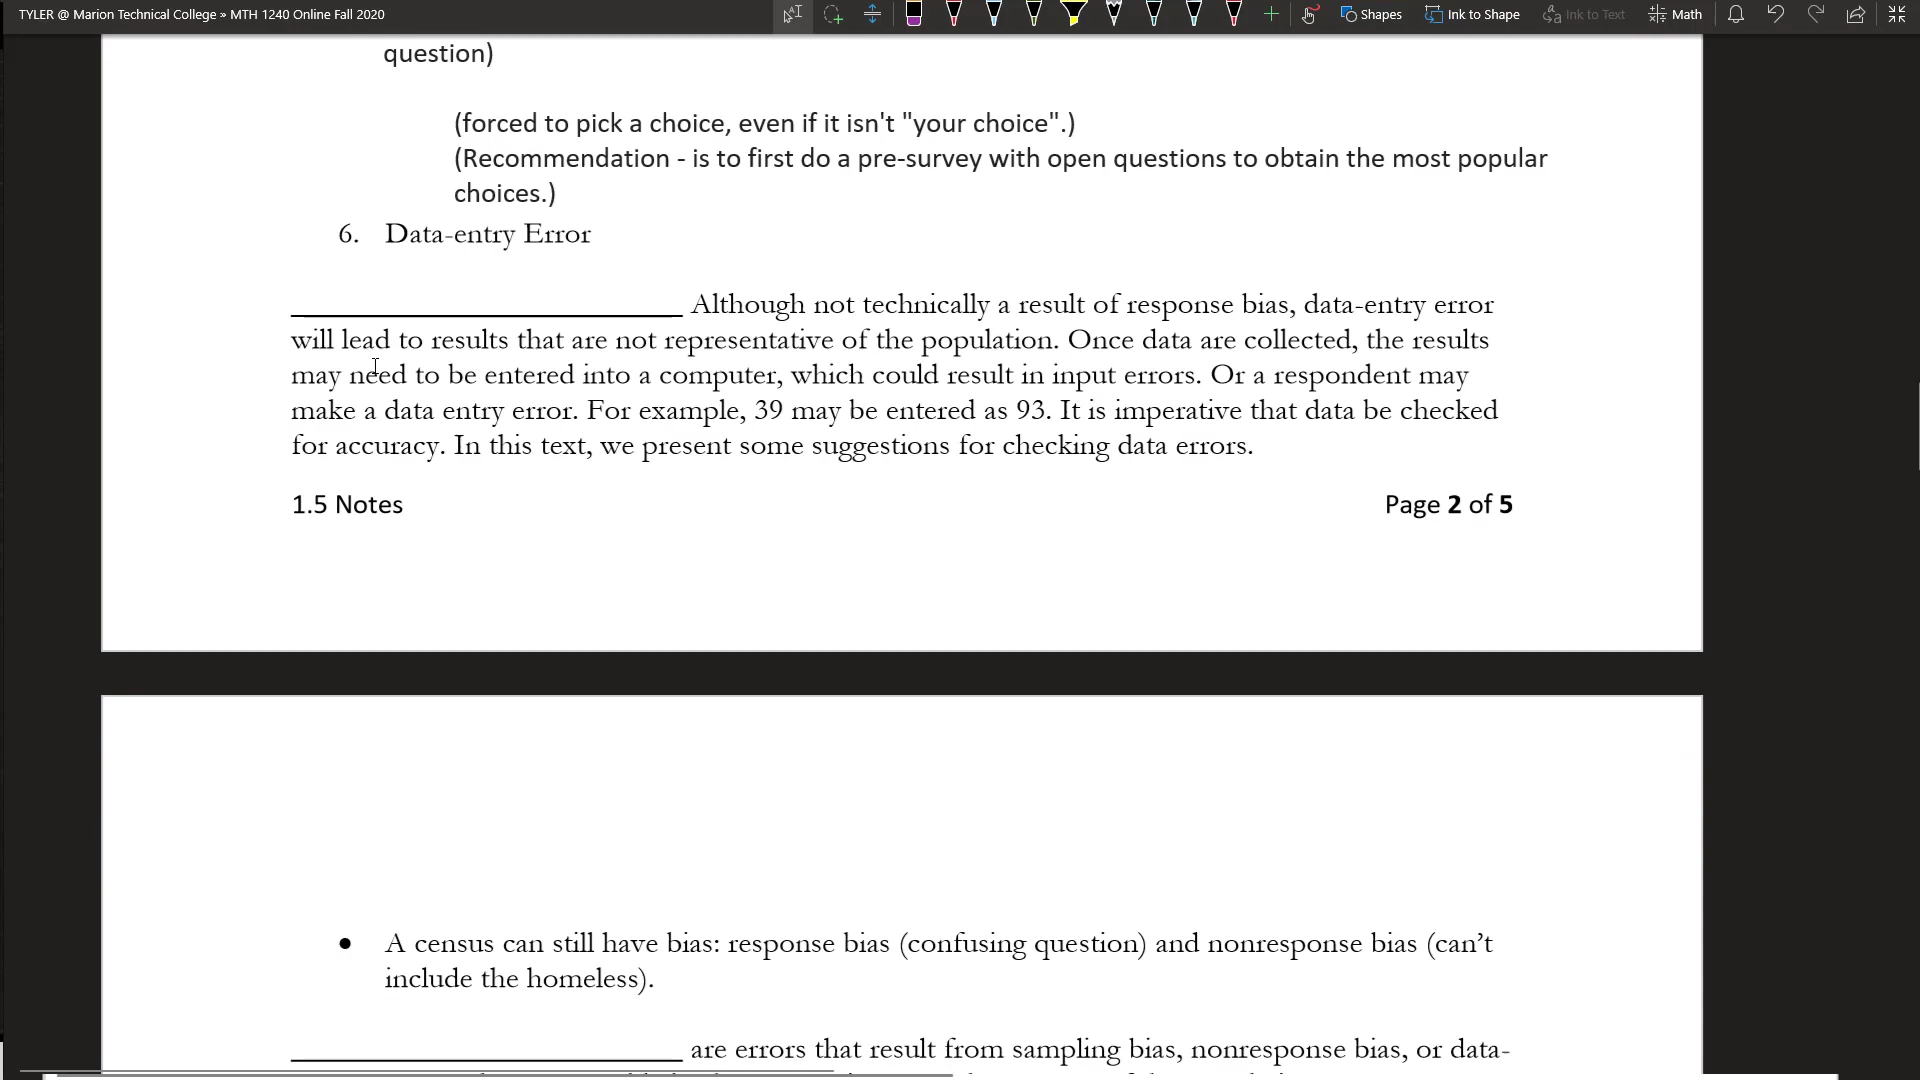 TYLER @ Marion Technical College » MTH 1240 Online Fall 2020
Shapes
Ink to Shape
Ink to Text
Math
question)
(forced to pick a choice, even if it isn't "your choice".)
(Recommendation - is to first do a pre-survey with open questions to obtain the most popular
choices.)
6. Data-entry Error
____________________________ Although not technically a result of response bias, data-entry error
will lead to results that are not representative of the population. Once data are collected, the results
may need to be entered into a computer, which could result in input errors. Or a respondent may
make a data entry error. For example, 39 may be entered as 93. It is imperative that data be checked
for accuracy. In this text, we present some suggestions for checking data errors.
1.5 Notes Page 2 of 5
• A census can still have bias: response bias (confusing question) and nonresponse bias (can’t
include the homeless).
____________________________ are errors that result from sampling bias, nonresponse bias, or data-